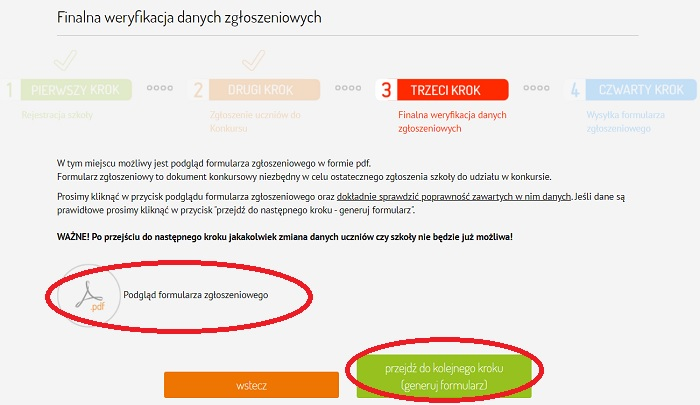 Finalna weryfikacja danych zgłoszeniowych
1 PIERWSZY KROK
Rejestracja szkoły
2 DRUGI KROK
Zgłoszenie uczniów do
Konkursu
3 TRZECI KROK
Finalna weryfikacja danych
zgłoszeniowych
4 CZWARTY KROK
Wysyłka formularza
zgłoszeniowego
W tym miejscu możliwy jest podgląd formularza zgłoszeniowego w formie pdf.
Formularz zgłoszeniowy to dokument konkursowy niezbędny w celu ostatecznego zgłoszenia szkoły do udziału w konkursie.
Prosimy kliknąć w przycisk podglądu formularza zgłoszeniowego oraz dokładnie sprawdzić poprawność zawartych w nim danych. Jeśli dane są
prawidłowe prosimy kliknąć w przycisk "przejdź do następnego kroku - generuj formularz".
WAŻNE! Po przejściu do następnego kroku jakakolwiek zmiana danych uczniów czy szkoły nie będzie już możliwa!
.pdf
Podgląd formularza zgłoszeniowego
wstecz
przejdź do kolejnego kroku
(generuj formularz)